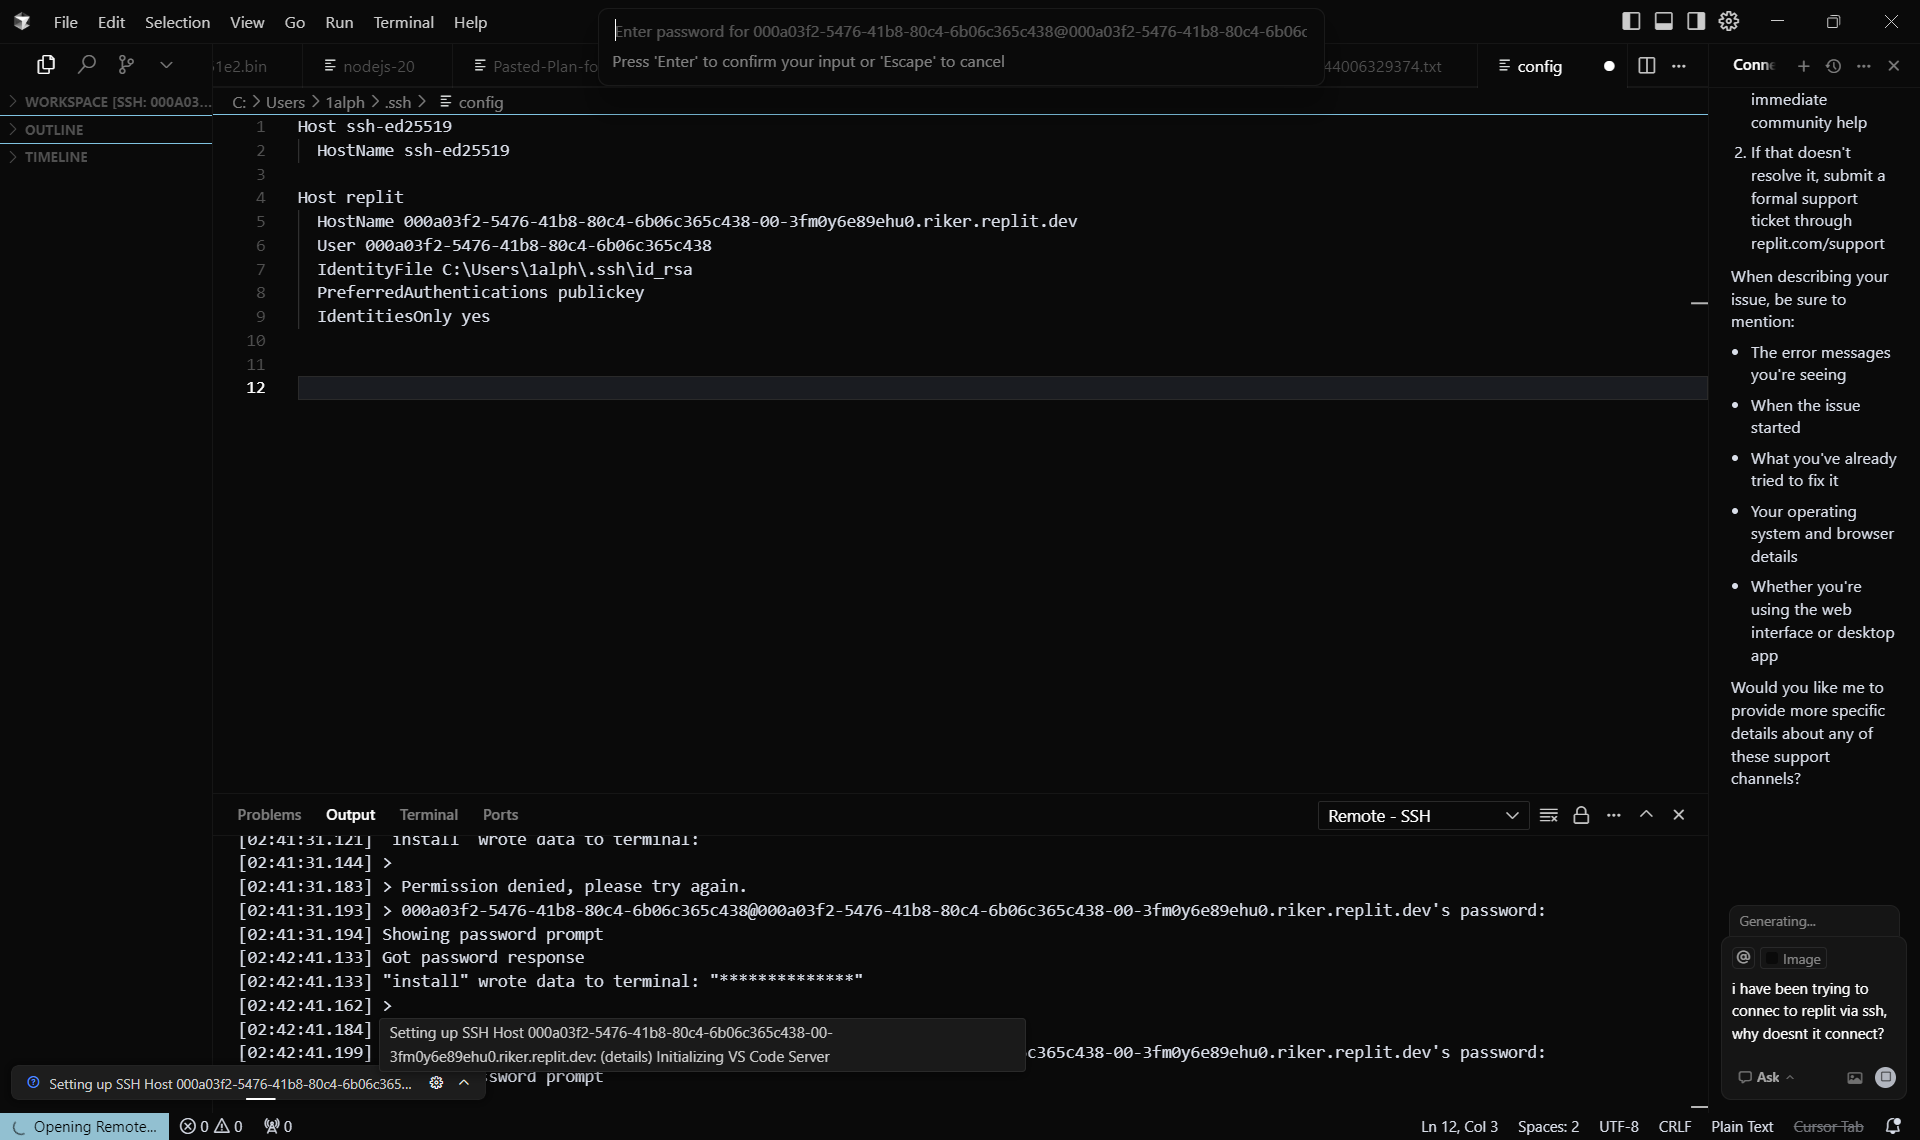 File Edit Selection View Go Run Terminal Help
Enter password for 000a03f2-5476-41b8-80c4-6b06c365c438@000a03f2-5476-41b8-80c4-6b06c
Press 'Enter' to confirm your input or 'Escape' to cancel
1e2.bin
nodejs-20
Pasted-Plan-fo
44006329374.txt
config
Conne
WORKSPACE [SSH: 000A03...
OUTLINE
TIMELINE
C: > Users > 1alph > .ssh > config
1 Host ssh-ed25519
2 HostName ssh-ed25519
3
4 Host replit
5 HostName 000a03f2-5476-41b8-80c4-6b06c365c438-00-3fm0y6e89ehu0.riker.replit.dev
6 User 000a03f2-5476-41b8-80c4-6b06c365c438
7 IdentityFile C:\Users\1alph\.ssh\id_rsa
8 PreferredAuthentications publickey
9 IdentitiesOnly yes
10
11
12
immediate
community help
2. If that doesn't
resolve it, submit a
formal support
ticket through
replit.com/support
When describing your
issue, be sure to
mention:
• The error messages
you're seeing
• When the issue
started
• What you've already
tried to fix it
• Your operating
system and browser
details
• Whether you're
using the web
interface or desktop
app
Would you like me to
provide more specific
details about any of
these support
channels?
Generating...
@ Image
i have been trying to
connec to replit via ssh,
why doesnt it connect?
Ask
Problems Output Terminal Ports
Remote - SSH
[02:41:31.121] "install" wrote data to terminal:
[02:41:31.144] >
[02:41:31.183] > Permission denied, please try again.
[02:41:31.193] > 000a03f2-5476-41b8-80c4-6b06c365c438@000a03f2-5476-41b8-80c4-6b06c365c438-00-3fm0y6e89ehu0.riker.replit.dev's password:
[02:41:31.194] Showing password prompt
[02:42:41.133] Got password response
[02:42:41.133] "install" wrote data to terminal: "**************"
[02:42:41.162] >
[02:42:41.184]
[02:42:41.199] c365c438-00-3fm0y6e89ehu0.riker.replit.dev's password:
sword prompt
Setting up SSH Host 000a03f2-5476-41b8-80c4-6b06c365c438-00-
3fm0y6e89ehu0.riker.replit.dev: (details) Initializing VS Code Server
Setting up SSH Host 000a03f2-5476-41b8-80c4-6b06c365...
Opening Remote... 0 0 0
Ln 12, Col 3 Spaces: 2 UTF-8 CRLF Plain Text Cursor Tab